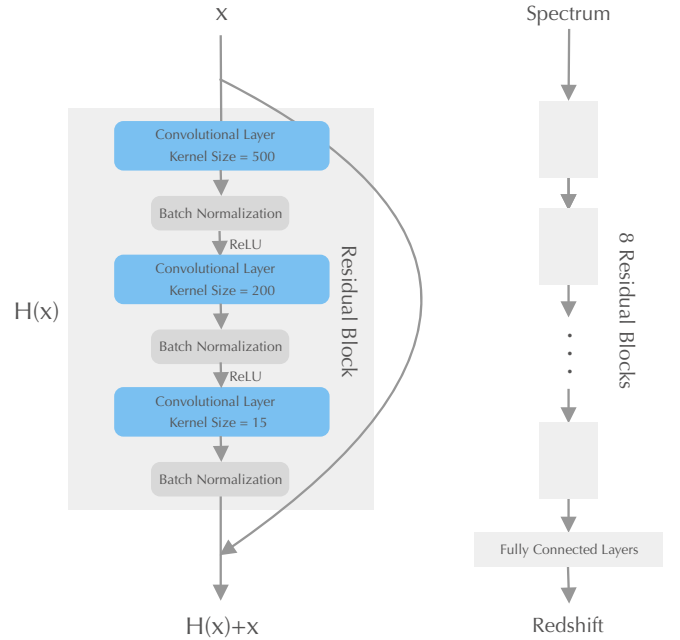 x
Convolutional Layer
Kernel Size = 500
Batch Normalization
ReLU
Convolutional Layer
Kernel Size = 200
Batch Normalization
ReLU
Convolutional Layer
Kernel Size = 15
Batch Normalization
H(x)
Residual Block
H(x)+x
Spectrum
8 Residual Blocks
Fully Connected Layers
Redshift